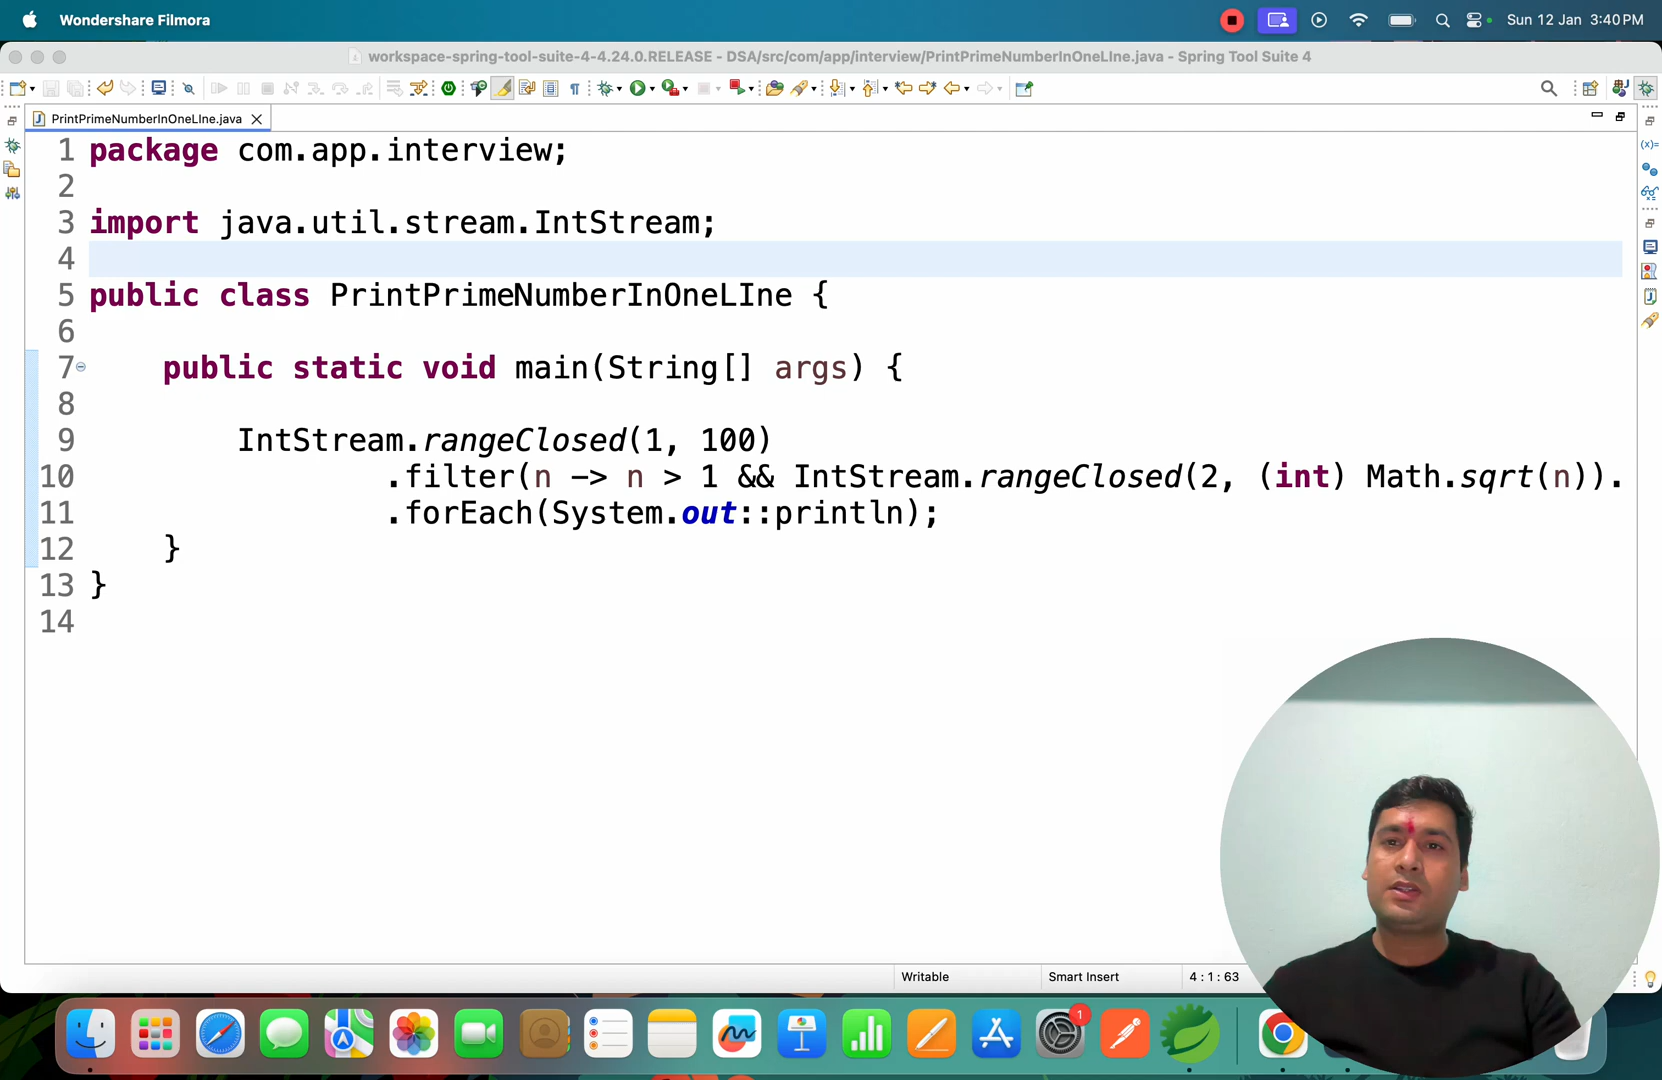 Wondershare Filmora
Sun 12 Jan 3:40 PM
workspace-spring-tool-suite-4-4.24.0.RELEASE - DSA/src/com/app/interview/PrintPrimeNumberInOneLIne.java - Spring Tool Suite 4
PrintPrimeNumberInOneLIne.java
1 package com.app.interview;
2
3 import java.util.stream.IntStream;
4
5 public class PrintPrimeNumberInOneLIne {
6
7 public static void main(String[] args) {
8
9 IntStream.rangeClosed(1, 100)
10 .filter(n -> n > 1 && IntStream.rangeClosed(2, (int) Math.sqrt(n)).
11 .forEach(System.out::println);
12 }
13 }
14
Writable
Smart Insert
4 : 1 : 63
1